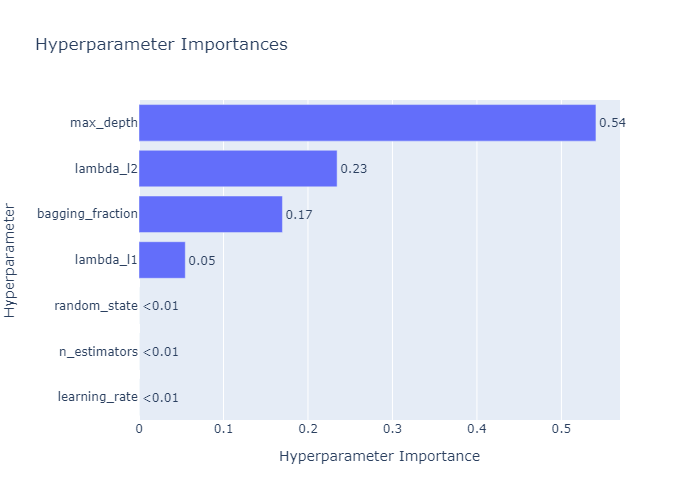 Hyperparameter Importances
Hyperparameter
max_depth 0.54
lambda_l2 0.23
bagging_fraction 0.17
lambda_l1 0.05
random_state <0.01
n_estimators <0.01
learning_rate <0.01
0 0.1 0.2 0.3 0.4 0.5
Hyperparameter Importance